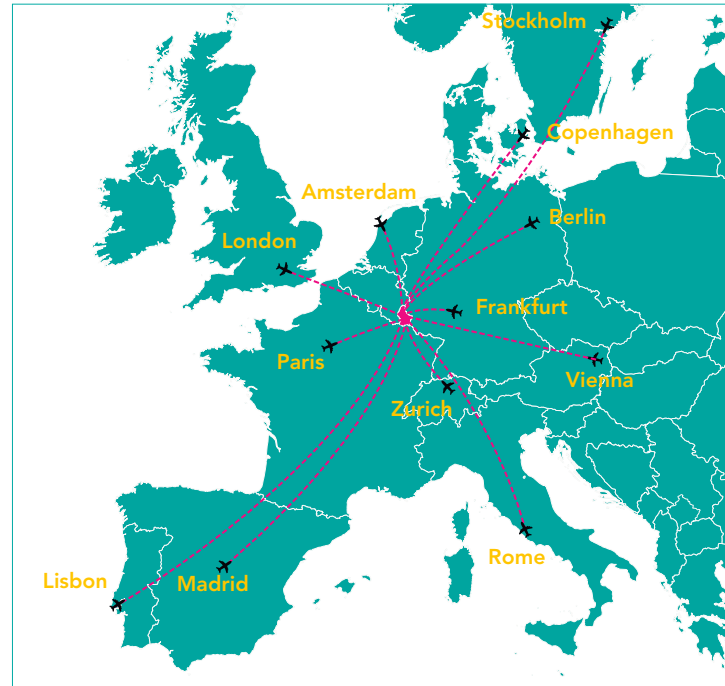 Stockholm
Copenhagen
Amsterdam
Berlin
London
Frankfurt
Paris
Vienna
Zurich
Rome
Madrid
Lisbon